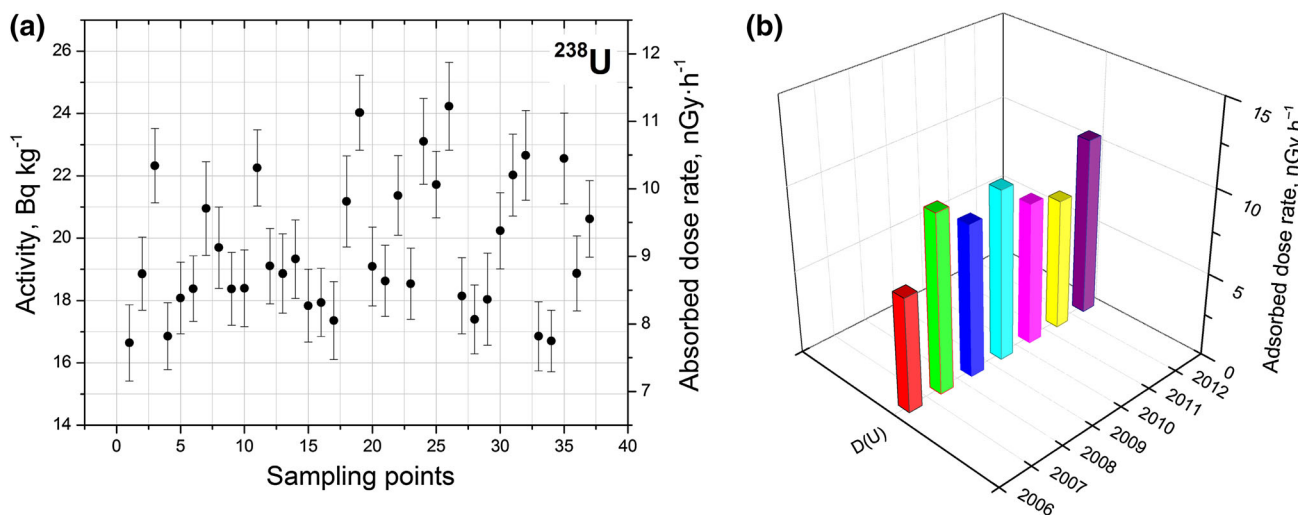 (a)
26
24
22
20
18
16
14
Activity, Bq kg-1
0 5 10 15 20 25 30 35 40
Sampling points
238U
12
11
10
9
8
7
Absorbed dose rate, nGy·h-1
(b)
15
10
5
0
Adsorbed dose rate, nGy h-1
D(U)
2006
2007
2008
2009
2010
2011
2012